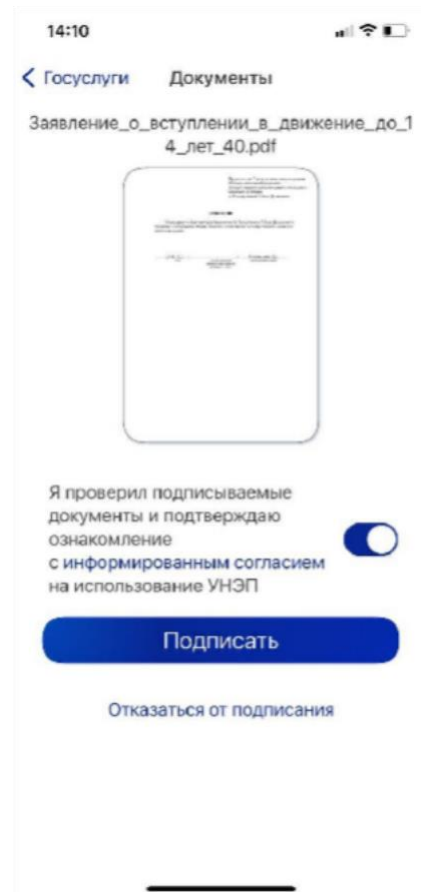 14:10
Госуслуги Документы
Заявление_о_вступлении_в_движение_до_1
4_лет_40.pdf
Я проверил подписываемые
документы и подтверждаю
ознакомление
с информированным согласием
на использование УНЭП
Подписать
Отказаться от подписания